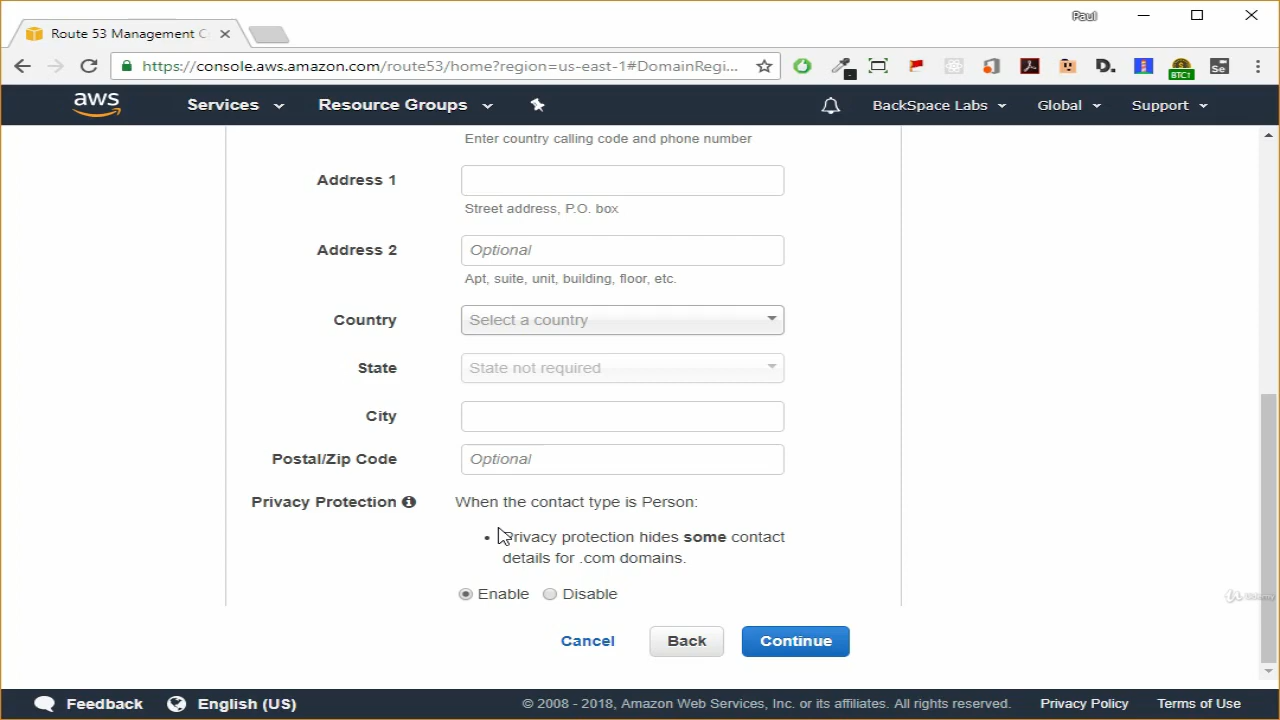 Paul
Route 53 Management C
https://console.aws.amazon.com/route53/home?region=us-east-1#DomainRegi...
D.
BTC1
Se
aws
Services
Resource Groups
BackSpace Labs
Global
Support
Enter country calling code and phone number
Address 1
Street address, P.O. box
Address 2
Optional
Apt, suite, unit, building, floor, etc.
Country
Select a country
State
State not required
City
Postal/Zip Code
Optional
Privacy Protection
When the contact type is Person:
• Privacy protection hides some contact
details for .com domains.
Enable
Disable
Udemy
Cancel
Back
Continue
Feedback
English (US)
© 2008 - 2018, Amazon Web Services, Inc. or its affiliates. All rights reserved.
Privacy Policy
Terms of Use